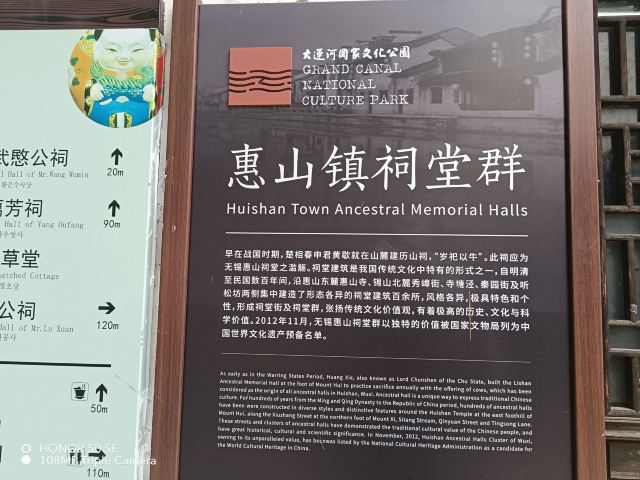 武愍公祠
Hall of Mr.Wang Wumin
20m
芳祠
Hall of Yang Oufang
90m
草堂
Thatched Cottage
公祠
Hall of Mr.Lu Xuan
120m
50m
110m
HONOR 50 SE
108MP Triple Camera
大运河国家文化公园
GRAND CANAL
NATIONAL
CULTURE PARK
惠山镇祠堂群
Huishan Town Ancestral Memorial Halls
早在战国时期,楚相春申君黄歇就在山麓建历山祠,“岁祀以牛”。此祠应为
无锡惠山祠堂之滥觞。祠堂建筑是我国传统文化中特有的形式之一,自明清
至民国数百年间,沿惠山东麓惠山寺、锡山北麓秀嶂街、寺塘泾、秦园街及听
松坊两侧集中建造了形态各异的祠堂建筑百余所,风格各异,极具特色和个
性,形成祠堂街及祠堂群,张扬传统文化价值观,有着极高的历史、文化与科
学价值。2012年11月,无锡惠山祠堂群以独特的价值被国家文物局列为中
国世界文化遗产预备名单。
As early as in the Warring States Period, Huang Xie, also known as Lord Chunshen of the Chu State, built the Lishan
Ancestral Memorial Hall at the foot of Mount Hui to practice sacrifice annually with the offering of cows, which has been
considered as the origin of all ancestral halls in Huishan, Wuxi. Ancestral hall is a unique way to express traditional Chinese
culture. For hundreds of years from the Ming and Qing Dynasty to the Republic of China period, hundreds of ancestral halls
have been were constructed in diverse styles and distinctive features around the Huishan Temple at the east foothill of
Mount Hui, along the Xiuzhang Street at the northern foot of Mount Xi, Sitang Stream, Qinyuan Street and Tingsong Lane.
These streets and clusters of ancestral halls have demonstrated the traditional cultural value of the Chinese people, and
have great historical, cultural and scientific significance. In November, 2012, Huishan Ancestral Halls Cluster of Wuxi,
owning to its unparalleled value, has been was listed by the National Cultural Heritage Administration as a candidate for
the World Cultural Heritage in China.